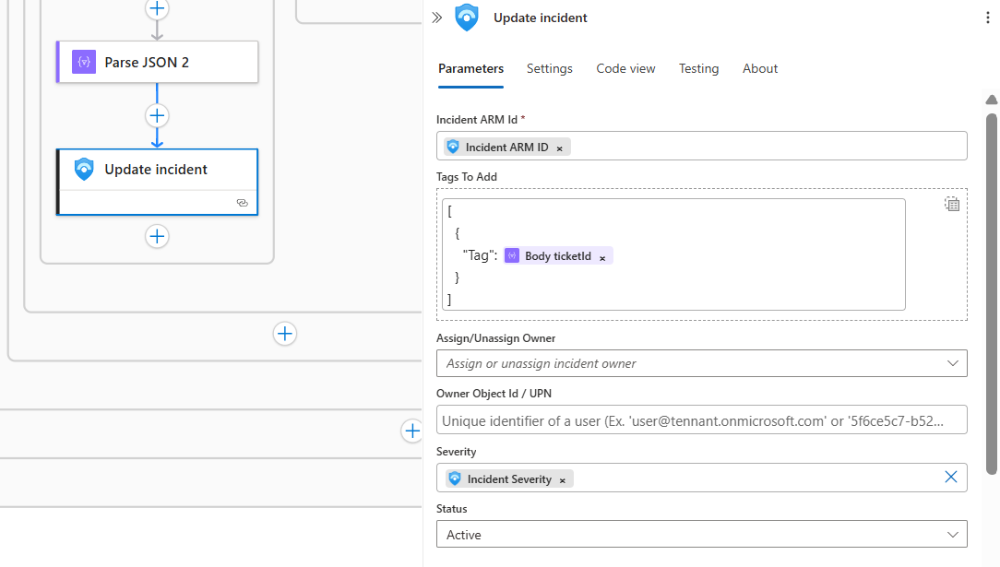 Parse JSON 2
Update incident
Update incident
Parameters
Settings
Code view
Testing
About
Incident ARM Id *
Incident ARM ID ×
Tags To Add
[
{
"Tag": Body ticketId ×
}
]
Assign/Unassign Owner
Assign or unassign incident owner
Owner Object Id / UPN
Unique identifier of a user (Ex. 'user@tennant.onmicrosoft.com' or '5f6ce5c7-b52...
Severity
Incident Severity ×
Status
Active